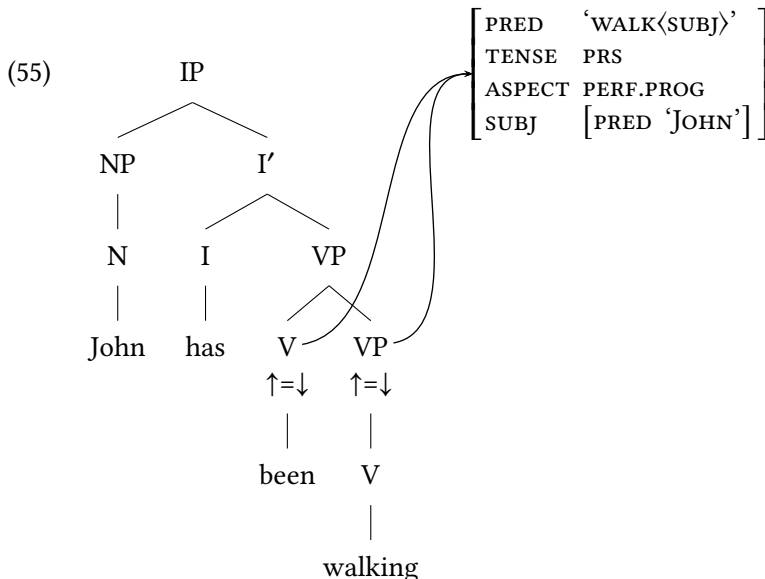 [PRED ‘WALK⟨SUBJ⟩’
TENSE PRS
ASPECT PERF.PROG
SUBJ [PRED ‘JOHN’]]
(55) IP
NP I′
N I VP
John has V VP
↑=↓ ↑=↓
been V
walking